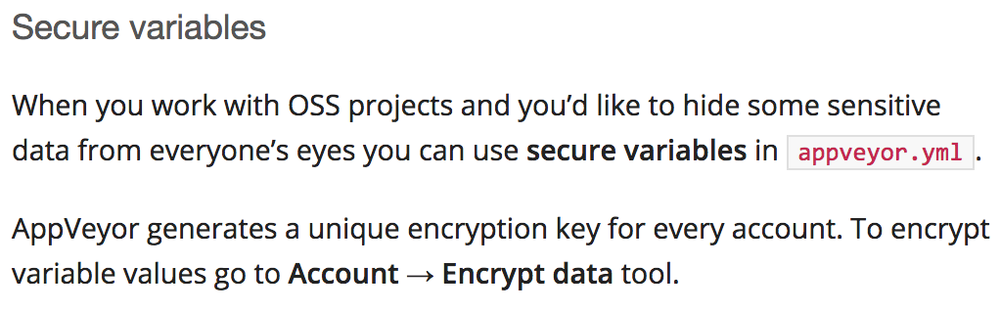 Secure variables
When you work with OSS projects and you’d like to hide some sensitive
data from everyone’s eyes you can use secure variables in appveyor.yml.
AppVeyor generates a unique encryption key for every account. To encrypt
variable values go to Account → Encrypt data tool.